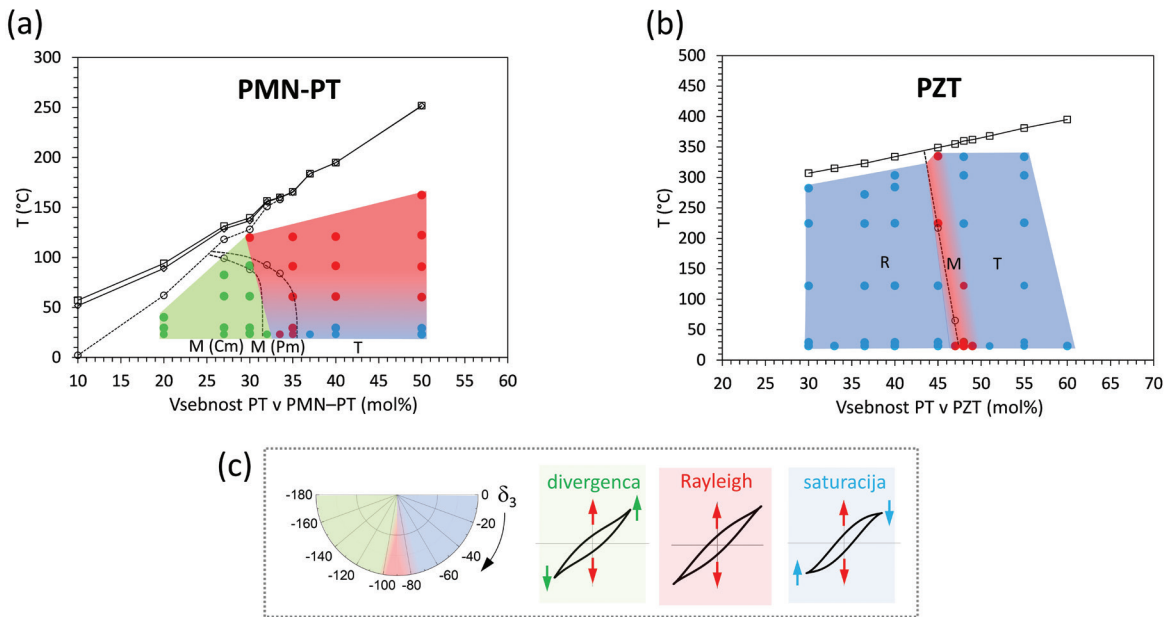 (a)
PMN-PT
T (°C)
300
250
200
150
100
50
0
M (Cm) M (Pm) T
10 15 20 25 30 35 40 45 50 55 60
Vsebnost PT v PMN–PT (mol%)
(b)
PZT
T (°C)
500
450
400
350
300
250
200
150
100
50
0
R M T
20 25 30 35 40 45 50 55 60 65 70
Vsebnost PT v PZT (mol%)
(c)
-180
-160
-140
-120
-100
-80
-60
-40
-20
0
δ3
divergenca
Rayleigh
saturacija